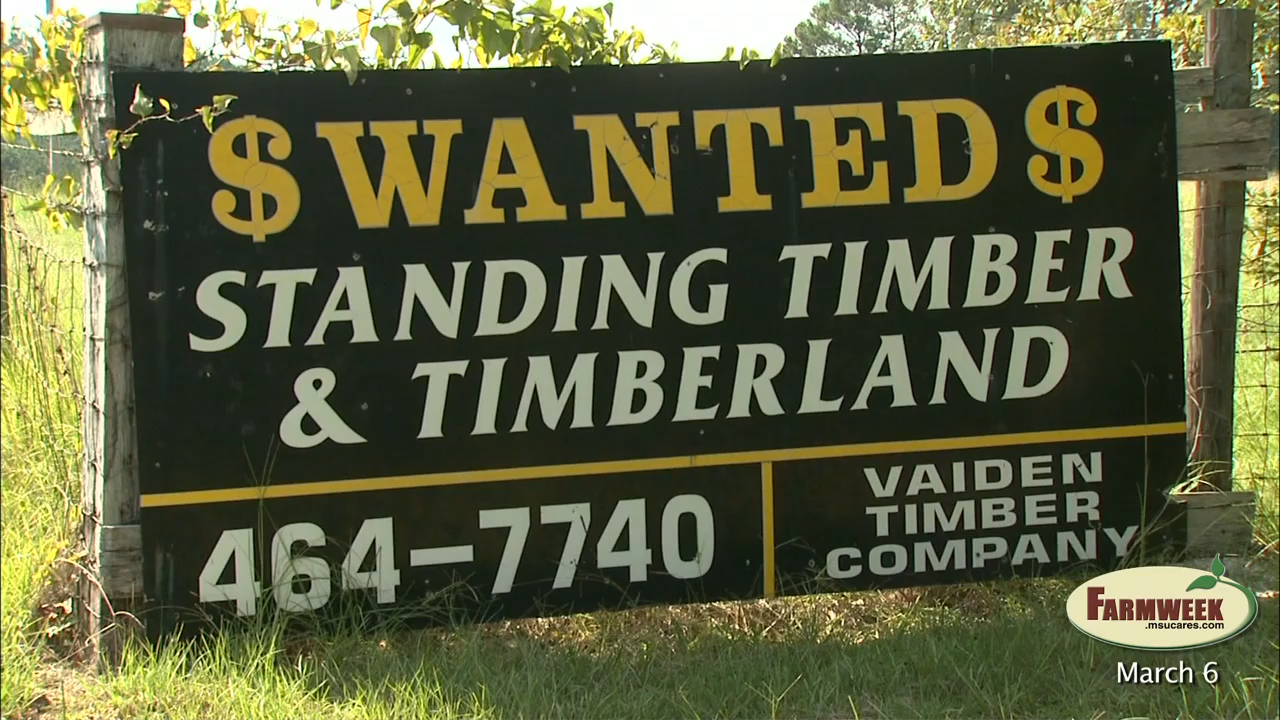 $ WANTED $
STANDING TIMBER
& TIMBERLAND
464-7740
VAIDEN
TIMBER
COMPANY
FARMWEEK
.msucares.com
March 6